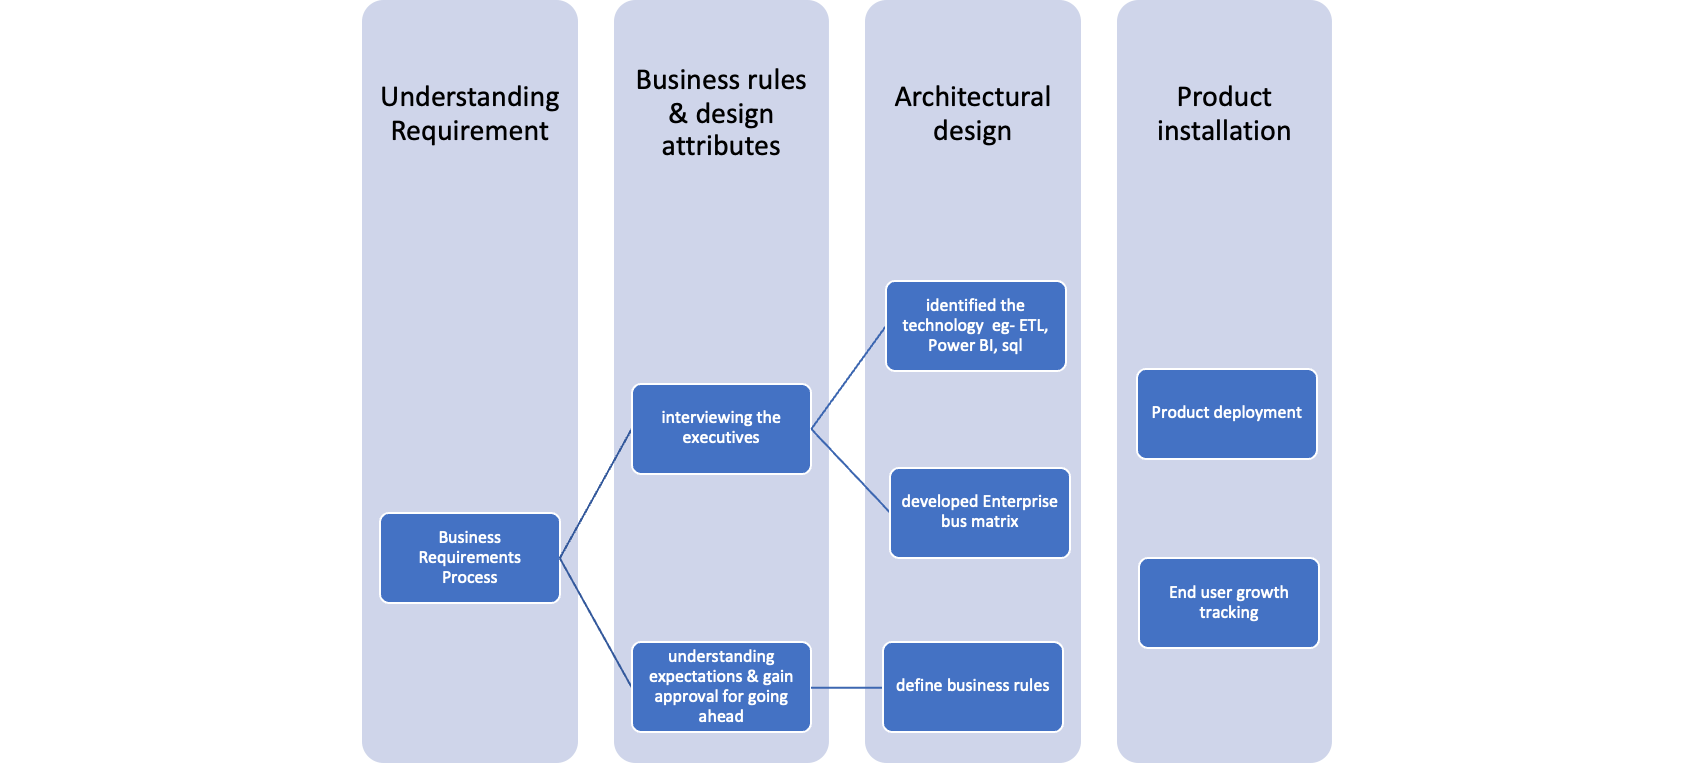 Understanding
Requirement
Business rules
& design
attributes
Architectural
design
Product
installation
Business
Requirements
Process
interviewing the
executives
understanding
expectations & gain
approval for going
ahead
identified the
technology  eg- ETL,
Power BI, sql
developed Enterprise
bus matrix
define business rules
Product deployment
End user growth
tracking